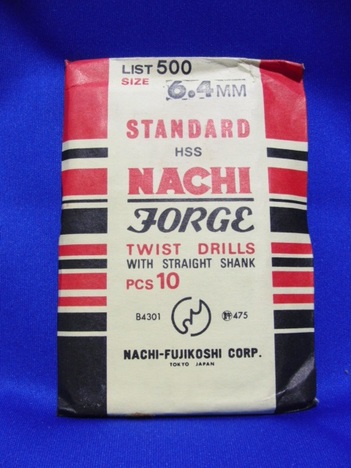 LIST 500
SIZE 6.4 MM
STANDARD
HSS
NACHI
FORGE
TWIST DRILLS
WITH STRAIGHT SHANK
PCS 10
B4301 475
NACHI-FUJIKOSHI CORP.
TOKYO JAPAN